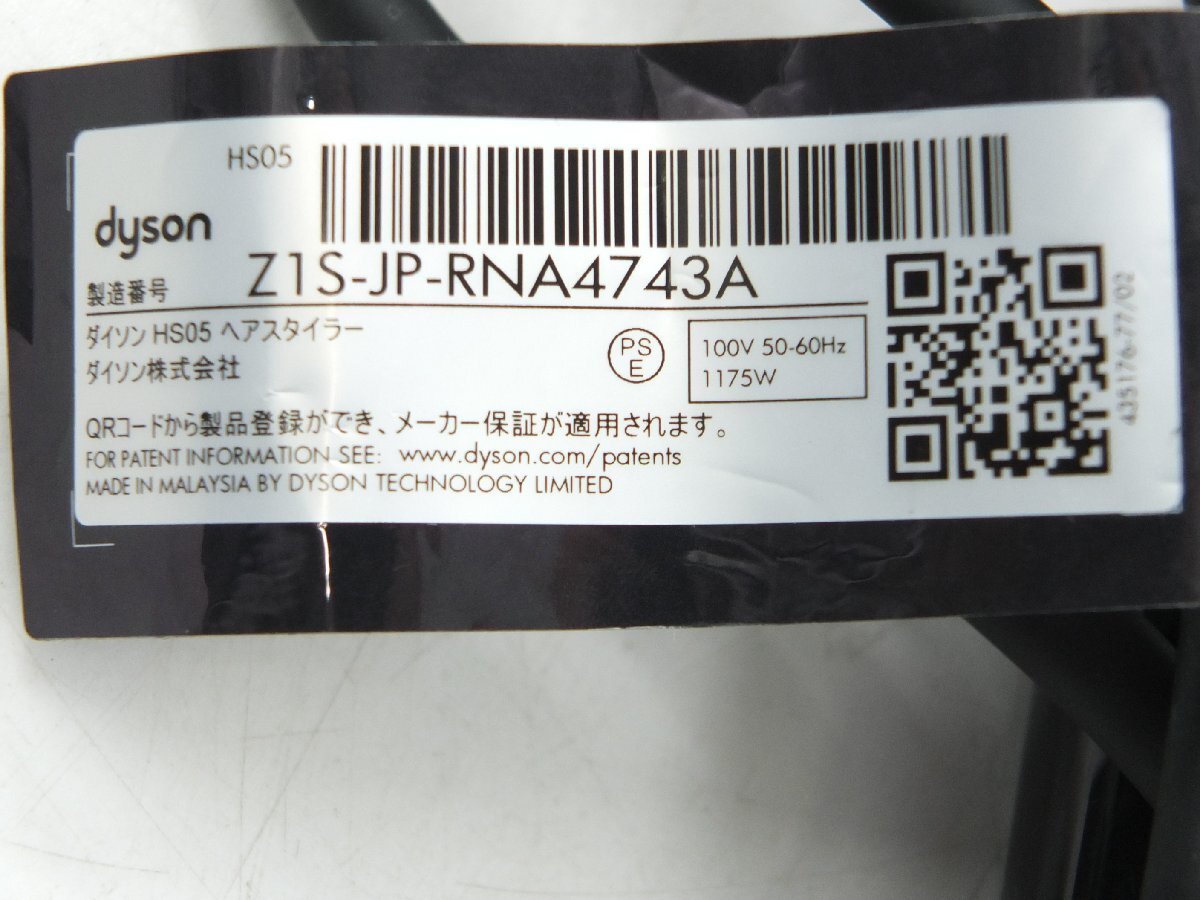 HS05
dyson
製造番号 Z1S-JP-RNA4743A
ダイソン HS05 ヘアスタイラー
ダイソン株式会社
PS
E
100V 50-60Hz
1175W
QRコードから製品登録ができ、メーカー保証が適用されます。
FOR PATENT INFORMATION SEE: www.dyson.com/patents
MADE IN MALAYSIA BY DYSON TECHNOLOGY LIMITED
435176-77/02